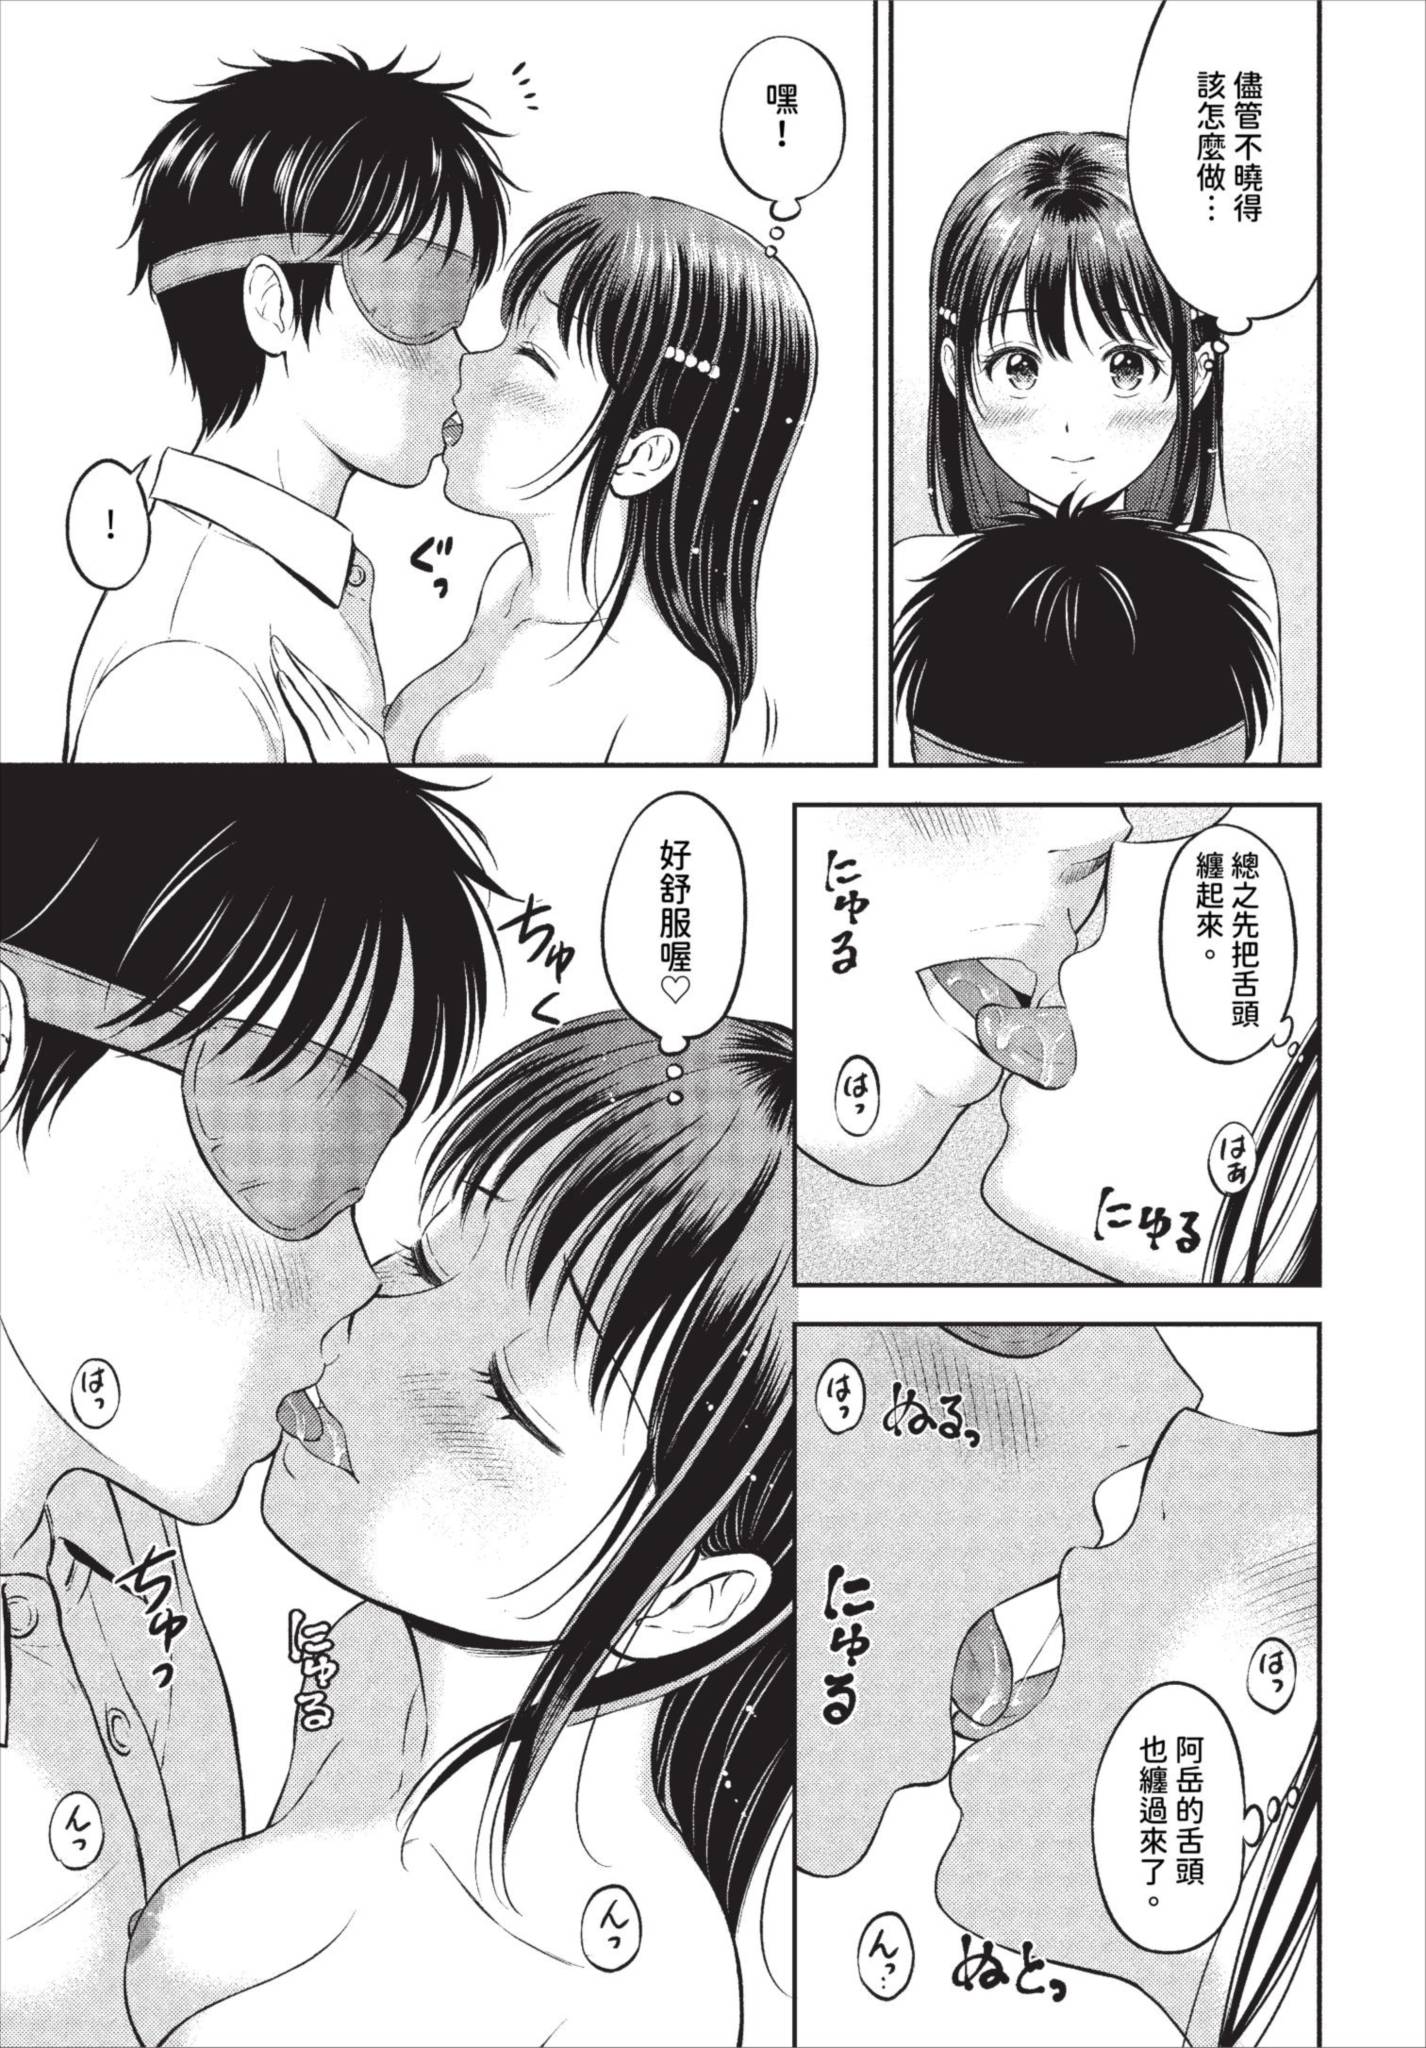 儘管不曉得
該怎麼做…
嘿！
！
ぐっ
總之先把舌頭
纏起來。
にゅる
はっ
はぁ
にゅる
はっ
ぬるっ
にゅる
はっ
阿岳的舌頭
也纏過來了。
んっ…
ぬとっ
好舒服喔♡
ちゅく
はっ
ちゅっ
にゅる
んっ
んっ